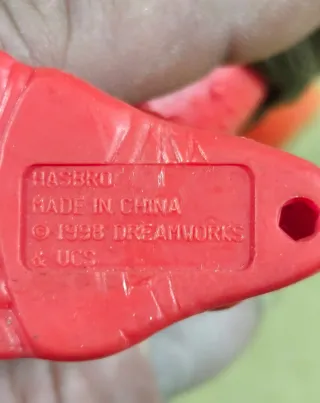 HASBRO
MADE IN CHINA
© 1998 DREAMWORKS
& UCS